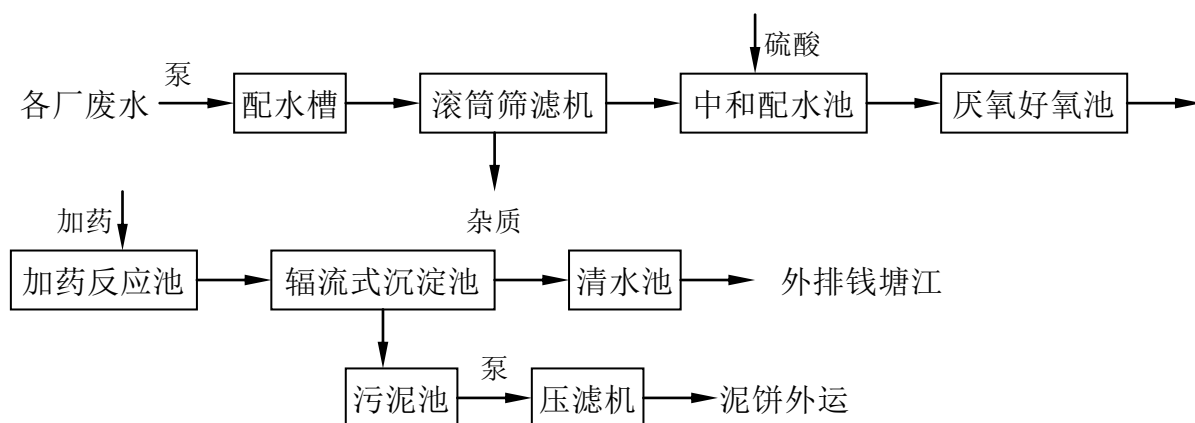 硫酸
泵
各厂废水
配水槽
滚筒筛滤机
中和配水池
厌氧好氧池
加药
杂质
加药反应池
辐流式沉淀池
清水池
外排钱塘江
泵
污泥池
压滤机
泥饼外运